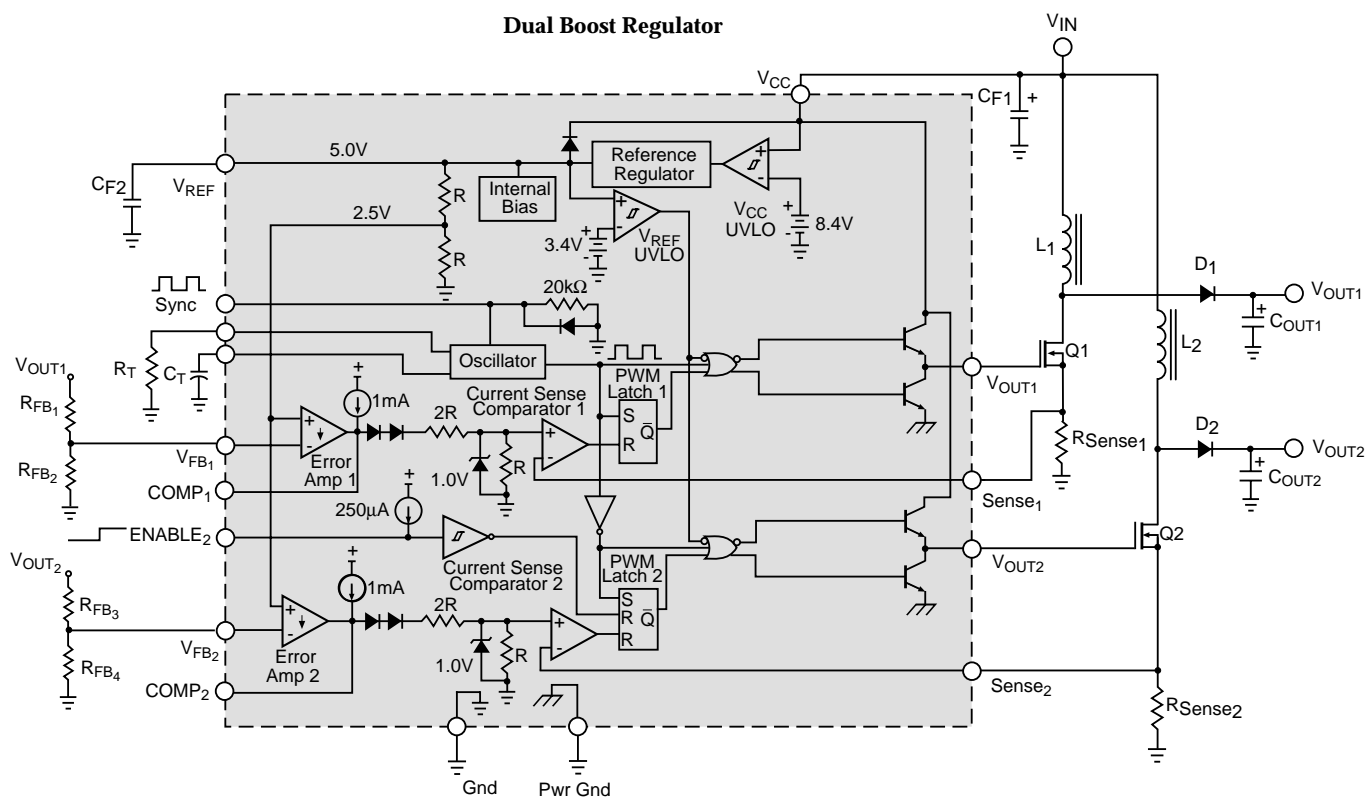 Dual Boost Regulator
VIN
VCC
CF1
+
5.0V
Reference
Regulator
+
-
CF2
VREF
R
Internal
Bias
+
-
VCC
UVLO
+
-
8.4V
2.5V
3.4V
+
-
VREF
UVLO
L1
R
D1
VOUT1
20kΩ
Sync
+
COUT1
L2
Oscillator
Q1
RT
CT
VOUT1
VOUT1
+
1mA
Current Sense
Comparator 1
PWM
Latch 1
RFB1
2R
S
Q̄
R
+
-
+
-
D2
VOUT2
RSense1
VFB1
Error
Amp 1
1.0V
R
RFB2
+
COUT2
COMP1
Sense1
+
250µA
ENABLE2
Q2
VOUT2
Current Sense
Comparator 2
PWM
Latch 2
VOUT2
+
1mA
RFB3
2R
S
R
Q̄
R
+
-
+
-
VFB2
Error
Amp 2
1.0V
R
RFB4
COMP2
Sense2
RSense2
Gnd
Pwr Gnd